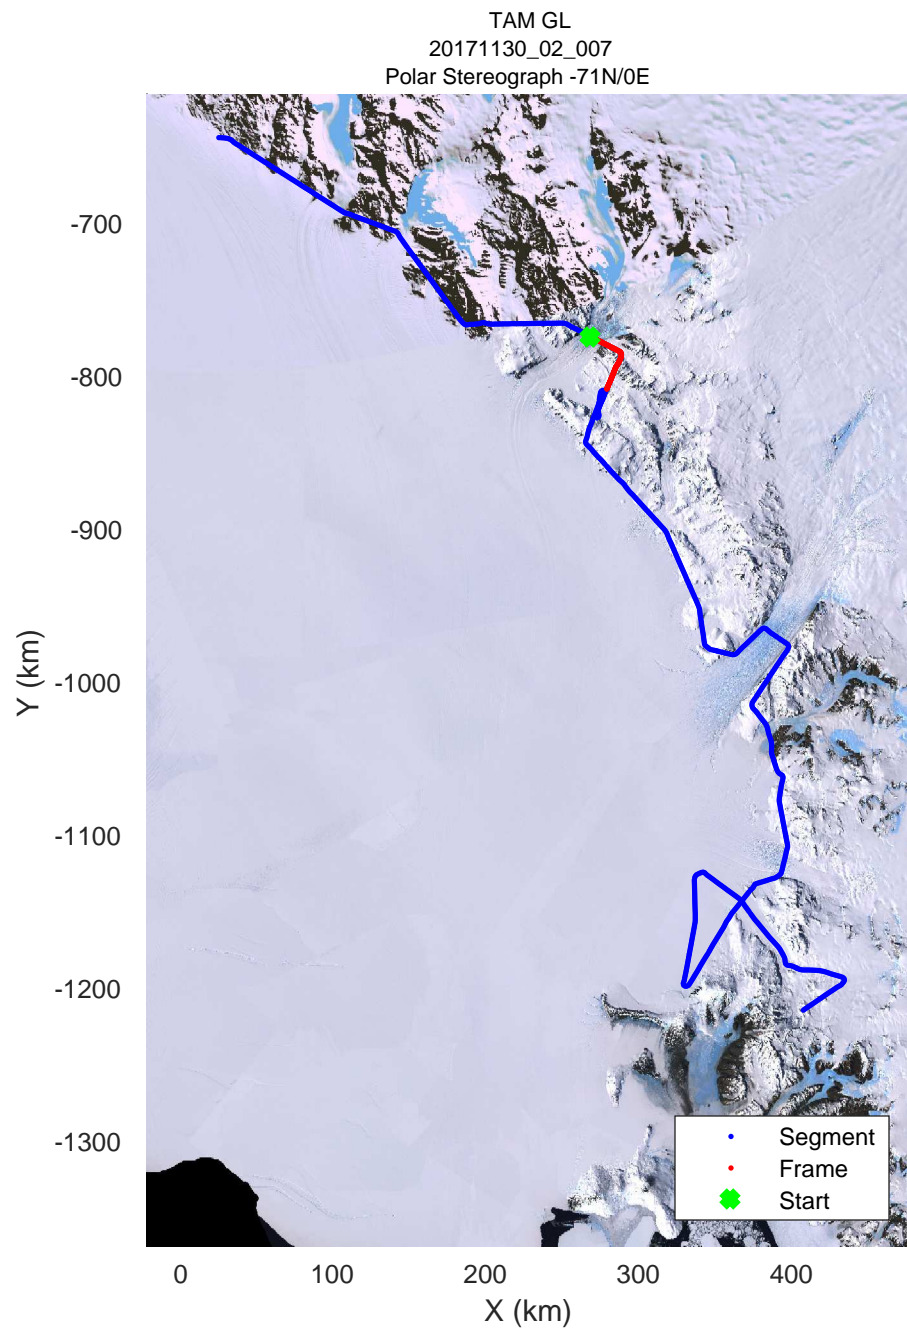 TAM GL
20171130_02_007
Polar Stereograph -71N/0E
-700
-800
-900
-1000
-1100
-1200
-1300
Y (km)
0 100 200 300 400
X (km)
Segment
Frame
Start